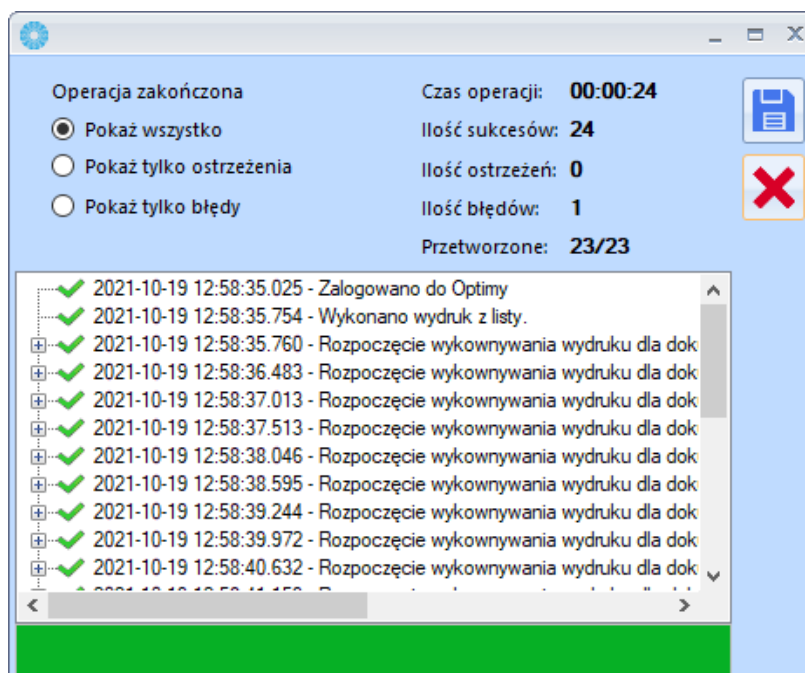 Operacja zakończona
Pokaż wszystko
Pokaż tylko ostrzeżenia
Pokaż tylko błędy
Czas operacji: 00:00:24
Ilość sukcesów: 24
Ilość ostrzeżeń: 0
Ilość błędów: 1
Przetworzone: 23/23
2021-10-19 12:58:35.025 - Zalogowano do Optimy
2021-10-19 12:58:35.754 - Wykonano wydruk z listy.
2021-10-19 12:58:35.760 - Rozpoczęcie wykownywania wydruku dla dok
2021-10-19 12:58:36.483 - Rozpoczęcie wykownywania wydruku dla dok
2021-10-19 12:58:37.013 - Rozpoczęcie wykownywania wydruku dla dok
2021-10-19 12:58:37.513 - Rozpoczęcie wykownywania wydruku dla dok
2021-10-19 12:58:38.046 - Rozpoczęcie wykownywania wydruku dla dok
2021-10-19 12:58:38.595 - Rozpoczęcie wykownywania wydruku dla dok
2021-10-19 12:58:39.244 - Rozpoczęcie wykownywania wydruku dla dok
2021-10-19 12:58:39.972 - Rozpoczęcie wykownywania wydruku dla dok
2021-10-19 12:58:40.632 - Rozpoczęcie wykownywania wydruku dla dok